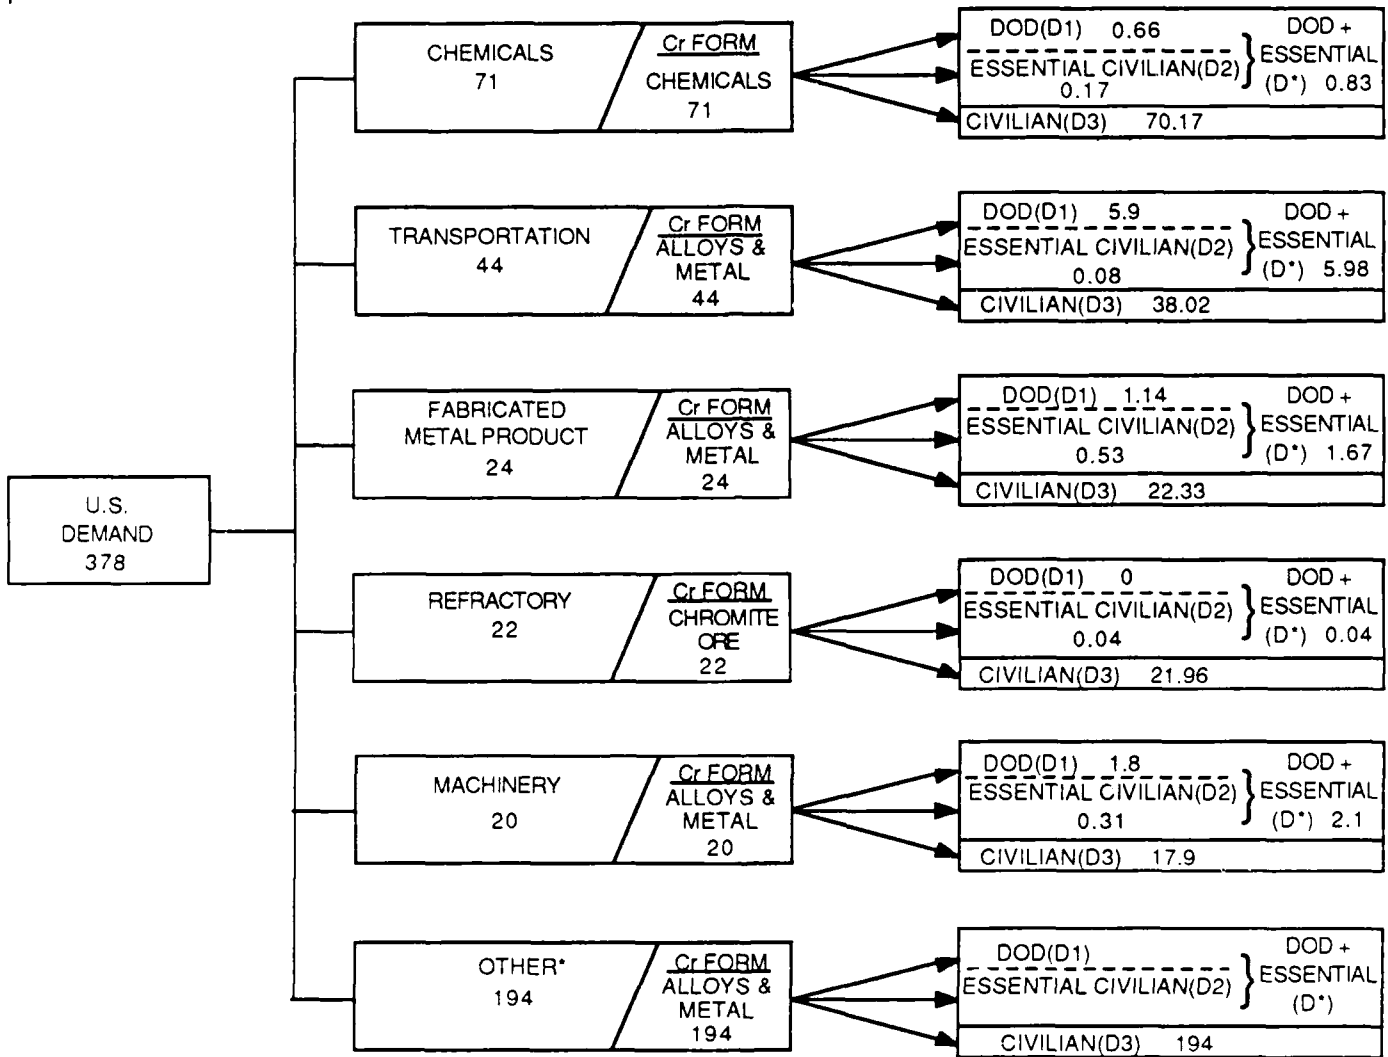 U.S.
DEMAND
378
CHEMICALS
71
Cr FORM
CHEMICALS
71
DOD(D1) 0.66
ESSENTIAL CIVILIAN(D2)
0.17
DOD +
ESSENTIAL
(D*) 0.83
CIVILIAN(D3) 70.17
TRANSPORTATION
44
Cr FORM
ALLOYS &
METAL
44
DOD(D1) 5.9
ESSENTIAL CIVILIAN(D2)
0.08
DOD +
ESSENTIAL
(D*) 5.98
CIVILIAN(D3) 38.02
FABRICATED
METAL PRODUCT
24
Cr FORM
ALLOYS &
METAL
24
DOD(D1) 1.14
ESSENTIAL CIVILIAN(D2)
0.53
DOD +
ESSENTIAL
(D*) 1.67
CIVILIAN(D3) 22.33
REFRACTORY
22
Cr FORM
CHROMITE
ORE
22
DOD(D1) 0
ESSENTIAL CIVILIAN(D2)
0.04
DOD +
ESSENTIAL
(D*) 0.04
CIVILIAN(D3) 21.96
MACHINERY
20
Cr FORM
ALLOYS &
METAL
20
DOD(D1) 1.8
ESSENTIAL CIVILIAN(D2)
0.31
DOD +
ESSENTIAL
(D*) 2.1
CIVILIAN(D3) 17.9
OTHER*
194
Cr FORM
ALLOYS &
METAL
194
DOD(D1)
ESSENTIAL CIVILIAN(D2)
DOD +
ESSENTIAL
(D*)
CIVILIAN(D3) 194